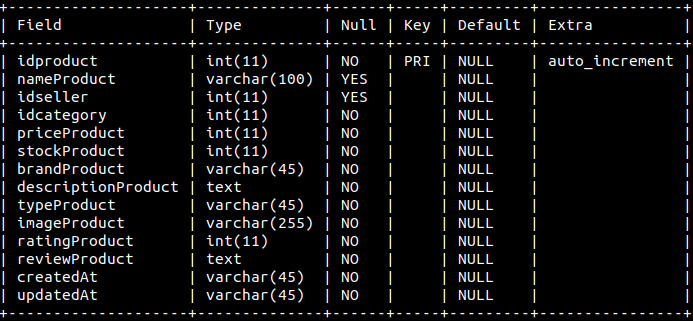 +--------------------+--------------+------+-----+---------+----------------+
| Field              | Type         | Null | Key | Default | Extra          |
+--------------------+--------------+------+-----+---------+----------------+
| idproduct          | int(11)      | NO   | PRI | NULL    | auto_increment |
| nameProduct        | varchar(100) | YES  |     | NULL    |                |
| idseller           | int(11)      | YES  |     | NULL    |                |
| idcategory         | int(11)      | NO   |     | NULL    |                |
| priceProduct       | int(11)      | NO   |     | NULL    |                |
| stockProduct       | int(11)      | NO   |     | NULL    |                |
| brandProduct       | varchar(45)  | NO   |     | NULL    |                |
| descriptionProduct | text         | NO   |     | NULL    |                |
| typeProduct        | varchar(45)  | NO   |     | NULL    |                |
| imageProduct       | varchar(255) | NO   |     | NULL    |                |
| ratingProduct      | int(11)      | NO   |     | NULL    |                |
| reviewProduct      | text         | NO   |     | NULL    |                |
| createdAt          | varchar(45)  | NO   |     | NULL    |                |
| updatedAt          | varchar(45)  | NO   |     | NULL    |                |
+--------------------+--------------+------+-----+---------+----------------+